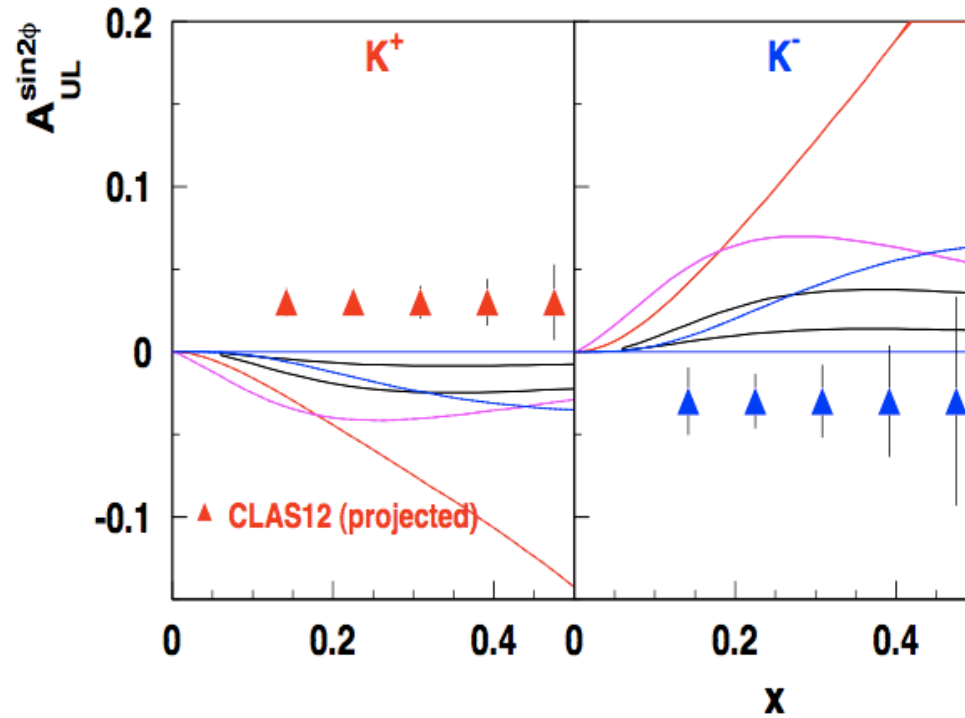 A_UL^sin2φ
K+
K-
0.2
0.1
0
-0.1
CLAS12 (projected)
0 0.2 0.4 0 0.2 0.4
x